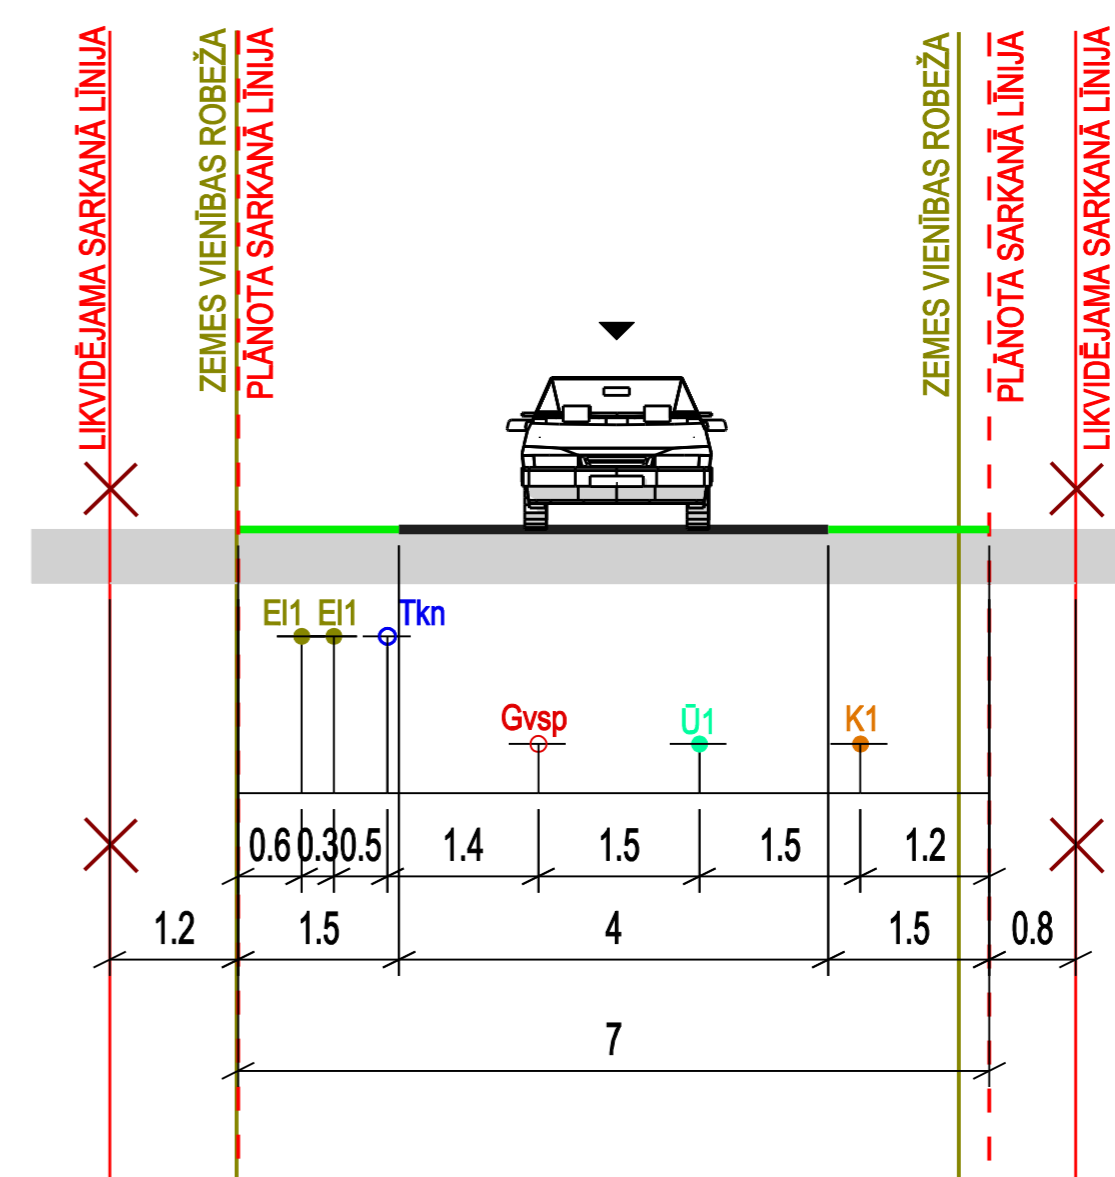 LIKVIDĒJAMA SARKANĀ LĪNIJA
ZEMES VIENĪBAS ROBEŽA
PLĀNOTA SARKANĀ LĪNIJA
ZEMES VIENĪBAS ROBEŽA
PLĀNOTA SARKANĀ LĪNIJA
LIKVIDĒJAMA SARKANĀ LĪNIJA
El1 El1 Tkn
Gvsp Ū1 K1
0.6 0.3 0.5 1.4 1.5 1.5 1.2
1.2 1.5 4 1.5 0.8
7